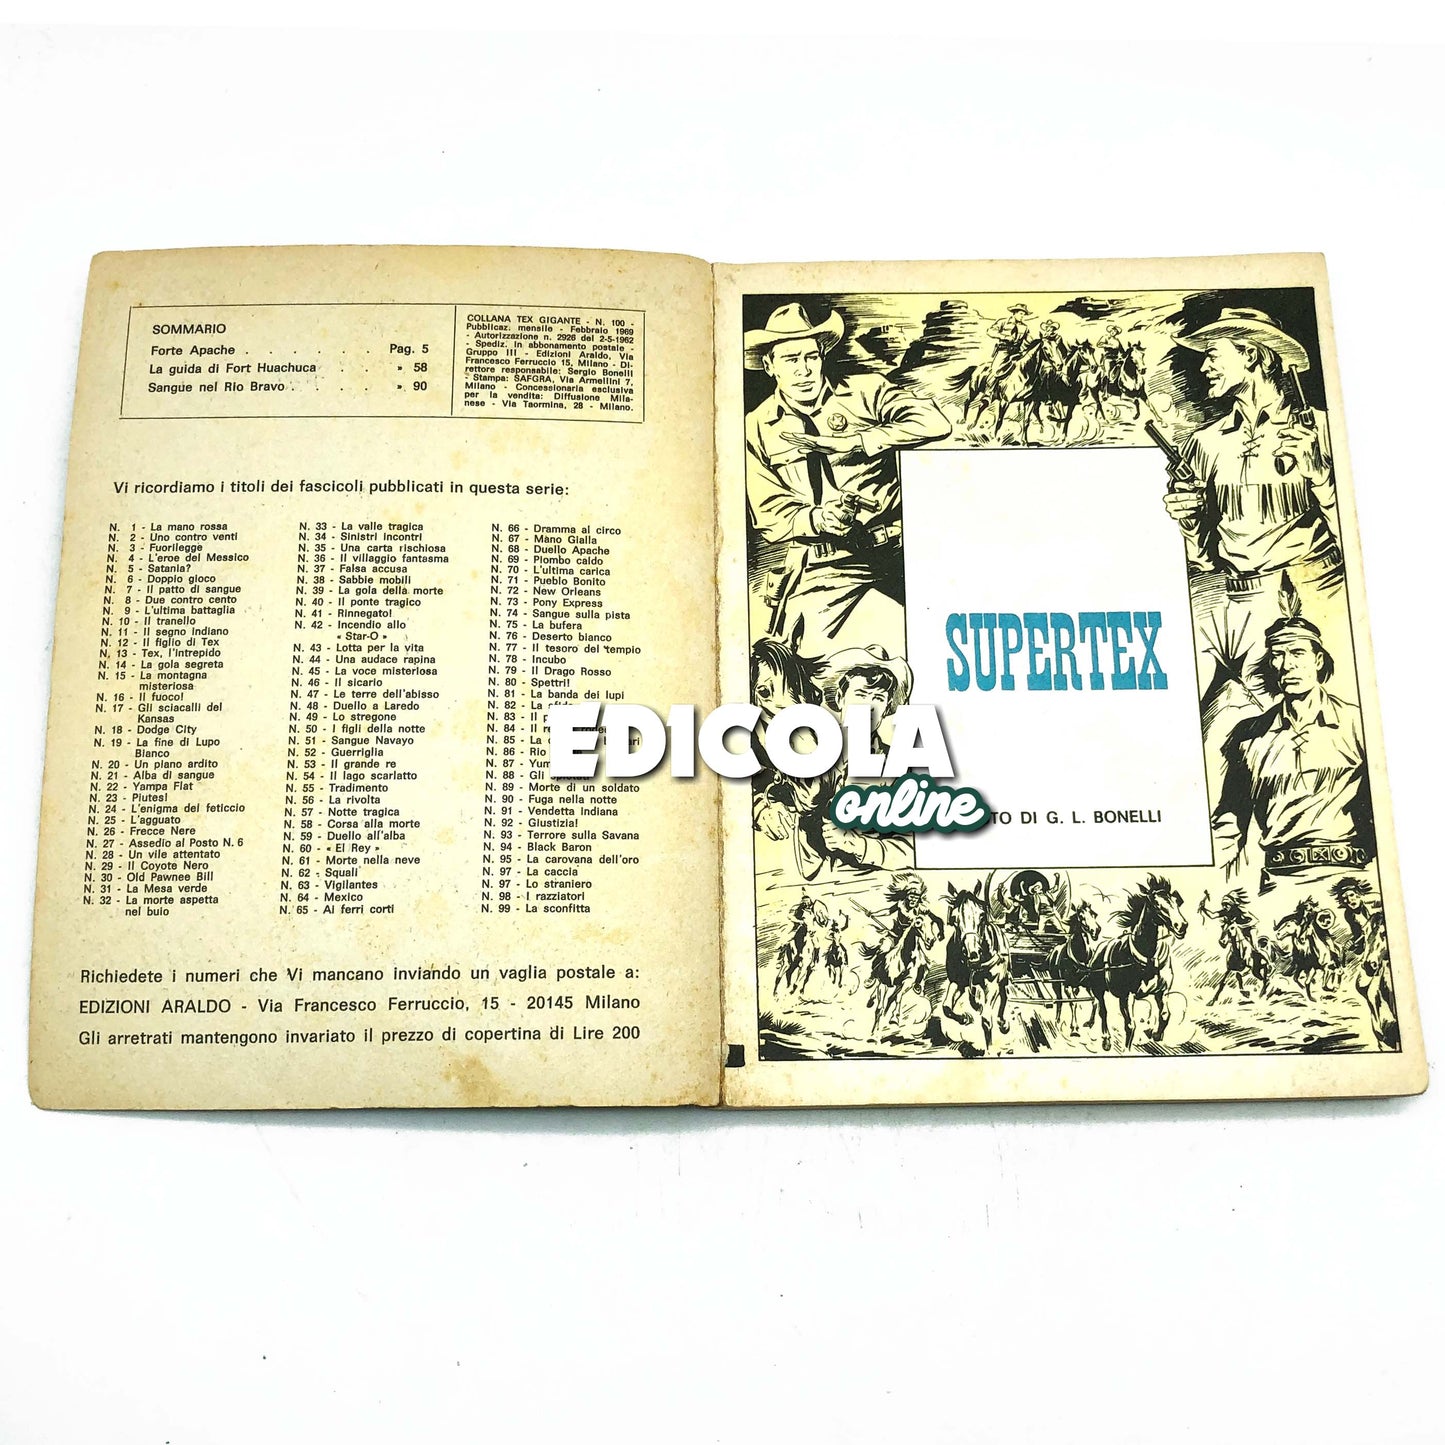 SOMMARIO
Forte Apache . . . . . . Pag. 5
La guida di Fort Huachuca . . » 58
Sangue nel Rio Bravo . . . . » 90
COLLANA TEX GIGANTE - N. 100 -
Pubblicaz. mensile - Febbraio 1969
- Autorizzazione n. 2926 del 2-5-1962
- Spediz. in abbonamento postale -
Gruppo III - Edizioni Araldo, Via
Francesco Ferruccio 15, Milano - Di-
rettore responsabile: Sergio Bonelli
- Stampa: SAFGRA, Via Armellini 7,
Milano - Concessionaria esclusiva
per la vendita: Diffusione Mila-
nese - Via Taormina, 28 - Milano.
Vi ricordiamo i titoli dei fascicoli pubblicati in questa serie:
N. 1 - La mano rossa
N. 2 - Uno contro venti
N. 3 - Fuorilegge
N. 4 - L'eroe del Messico
N. 5 - Satania?
N. 6 - Doppio gioco
N. 7 - Il patto di sangue
N. 8 - Due contro cento
N. 9 - L'ultima battaglia
N. 10 - Il tranello
N. 11 - Il segno indiano
N. 12 - Il figlio di Tex
N. 13 - Tex, l'intrepido
N. 14 - La gola segreta
N. 15 - La montagna
misteriosa
N. 16 - Il fuoco!
N. 17 - Gli sciacalli del
Kansas
N. 18 - Dodge City
N. 19 - La fine di Lupo
Bianco
N. 20 - Un piano ardito
N. 21 - Alba di sangue
N. 22 - Yampa Flat
N. 23 - Piutes!
N. 24 - L'enigma del feticcio
N. 25 - L'agguato
N. 26 - Frecce Nere
N. 27 - Assedio al Posto N. 6
N. 28 - Un vile attentato
N. 29 - Il Coyote Nero
N. 30 - Old Pawnee Bill
N. 31 - La Mesa verde
N. 32 - La morte aspetta
nel buio
N. 33 - La valle tragica
N. 34 - Sinistri incontri
N. 35 - Una carta rischiosa
N. 36 - Il villaggio fantasma
N. 37 - Falsa accusa
N. 38 - Sabbie mobili
N. 39 - La gola della morte
N. 40 - Il ponte tragico
N. 41 - Rinnegato!
N. 42 - Incendio allo
« Star-O »
N. 43 - Lotta per la vita
N. 44 - Una audace rapina
N. 45 - La voce misteriosa
N. 46 - Il sicario
N. 47 - Le terre dell'abisso
N. 48 - Duello a Laredo
N. 49 - Lo stregone
N. 50 - I figli della notte
N. 51 - Sangue Navayo
N. 52 - Guerriglia
N. 53 - Il grande re
N. 54 - Il lago scarlatto
N. 55 - Tradimento
N. 56 - La rivolta
N. 57 - Notte tragica
N. 58 - Corsa alla morte
N. 59 - Duello all'alba
N. 60 - « El Rey »
N. 61 - Morte nella neve
N. 62 - Squali
N. 63 - Vigilantes
N. 64 - Mexico
N. 65 - Ai ferri corti
N. 66 - Dramma al circo
N. 67 - Mano Gialla
N. 68 - Duello Apache
N. 69 - Piombo caldo
N. 70 - L'ultima carica
N. 71 - Pueblo Bonito
N. 72 - New Orleans
N. 73 - Pony Express
N. 74 - Sangue sulla pista
N. 75 - La bufera
N. 76 - Deserto bianco
N. 77 - Il tesoro del tempio
N. 78 - Incubo
N. 79 - Il Drago Rosso
N. 80 - Spettri!
N. 81 - La banda dei lupi
N. 82 - La
N. 83 - Il
N. 84 - Il
N. 85 - La
N. 86 - Rio
N. 87 -
N. 88 - Gli spietati
N. 89 - Morte di un soldato
N. 90 - Fuga nella notte
N. 91 - Vendetta Indiana
N. 92 - Giustizia!
N. 93 - Terrore sulla Savana
N. 94 - Black Baron
N. 95 - La carovana dell'oro
N. 97 - La caccia
N. 97 - Lo straniero
N. 98 - I razziatori
N. 99 - La sconfitta
Richiedete i numeri che Vi mancano inviando un vaglia postale a:
EDIZIONI ARALDO - Via Francesco Ferruccio, 15 - 20145 Milano
Gli arretrati mantengono invariato il prezzo di copertina di Lire 200
SUPERTEX
DI G. L. BONELLI
EDICOLA
online